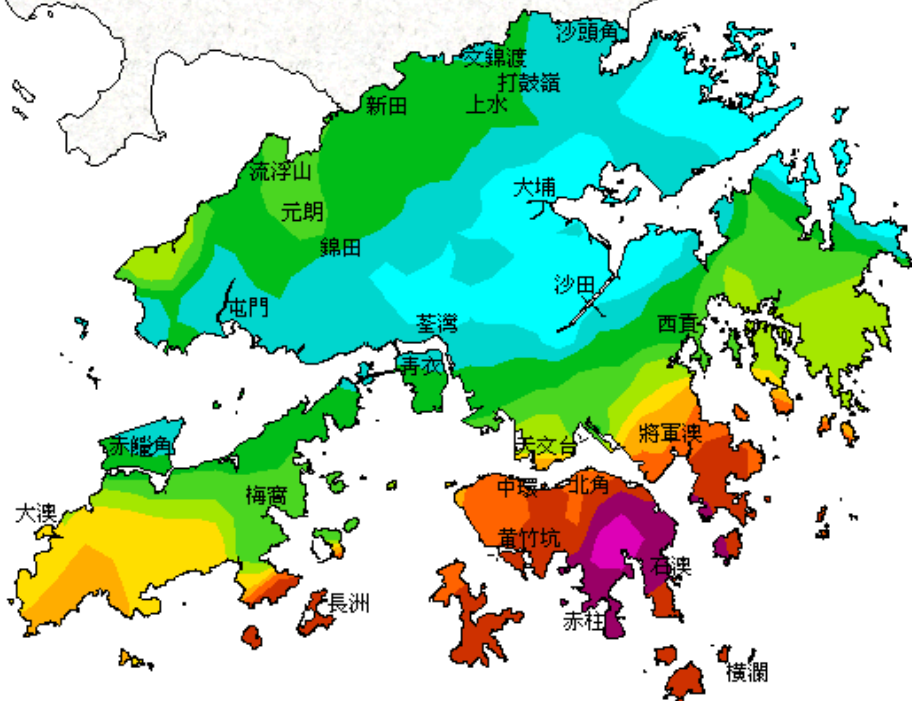 沙頭角
文錦渡
打鼓嶺
新田
上水
流浮山
大埔
元朗
錦田
沙田
屯門
荃灣
西貢
青衣
將軍澳
天文台
赤鱲角
中環
北角
梅窩
大澳
黃竹坑
石澳
長洲
赤柱
橫瀾